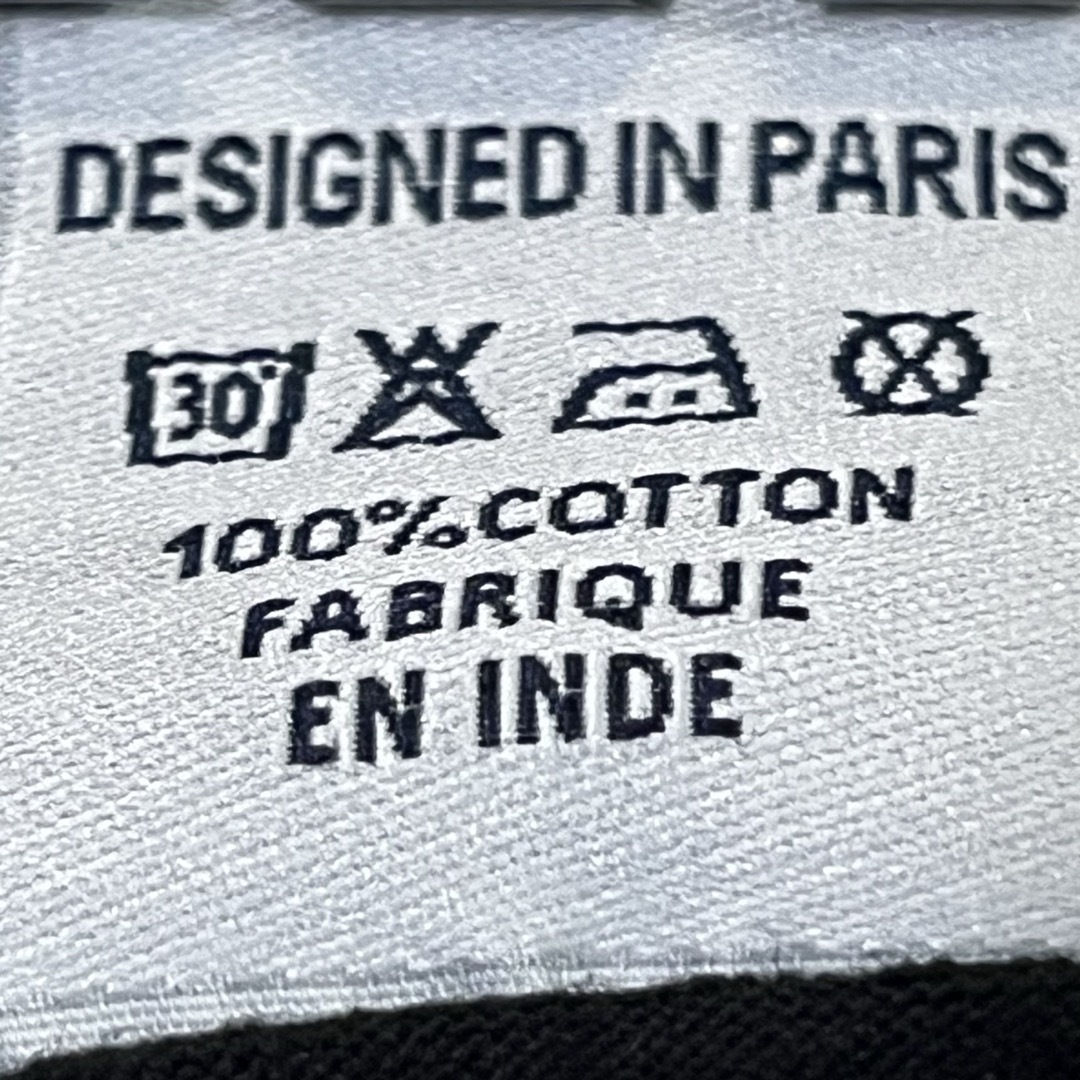 DESIGNED IN PARIS
30°
100% COTTON
FABRIQUE
EN INDE